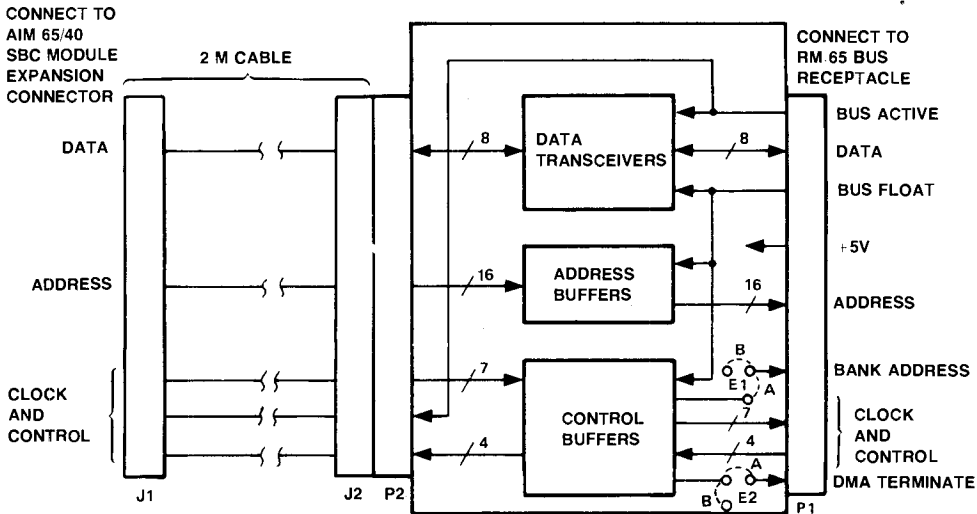 CONNECT TO
AIM 65/40
SBC MODULE
EXPANSION
CONNECTOR
2 M CABLE
CONNECT TO
RM 65 BUS
RECEPTACLE
DATA
8
DATA
TRANSCEIVERS
8
BUS ACTIVE
DATA
BUS FLOAT
+5V
ADDRESS
16
ADDRESS
BUFFERS
16
ADDRESS
CLOCK
AND
CONTROL
7
4
CONTROL
BUFFERS
B
E1
A
7
4
A
B
E2
BANK ADDRESS
CLOCK
AND
CONTROL
DMA TERMINATE
J1
J2
P2
P1